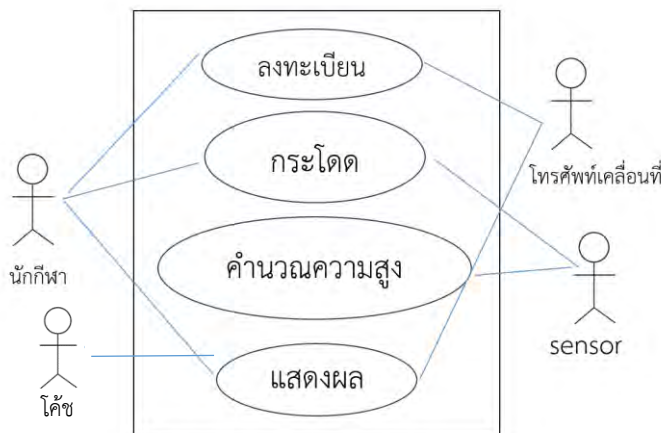 ลงทะเบียน
กระโดด
คำนวณความสูง
แสดงผล
นักกีฬา
โค้ช
โทรศัพท์เคลื่อนที่
sensor